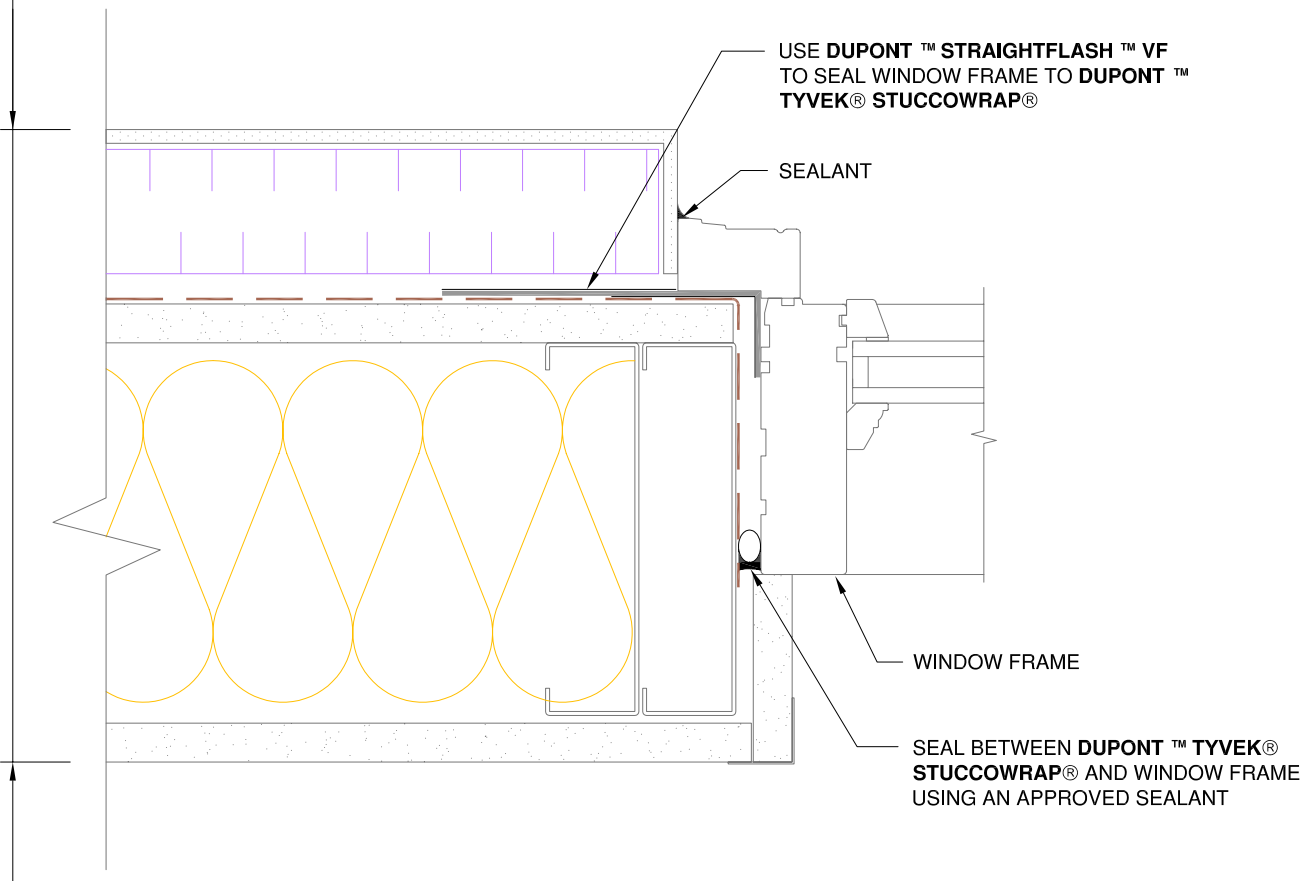 USE DUPONT ™ STRAIGHTFLASH ™ VF
TO SEAL WINDOW FRAME TO DUPONT ™
TYVEK® STUCCOWRAP®
SEALANT
WINDOW FRAME
SEAL BETWEEN DUPONT ™ TYVEK®
STUCCOWRAP® AND WINDOW FRAME
USING AN APPROVED SEALANT